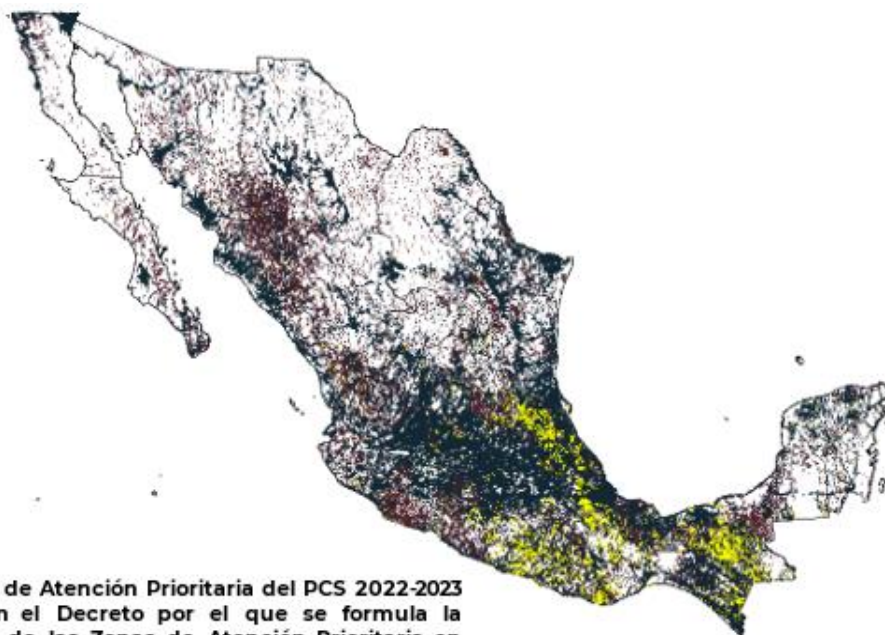 de Atención Prioritaria del PCS 2022-2023
el Decreto por el que se formula la
de las Zonas de Atención Prioritaria en